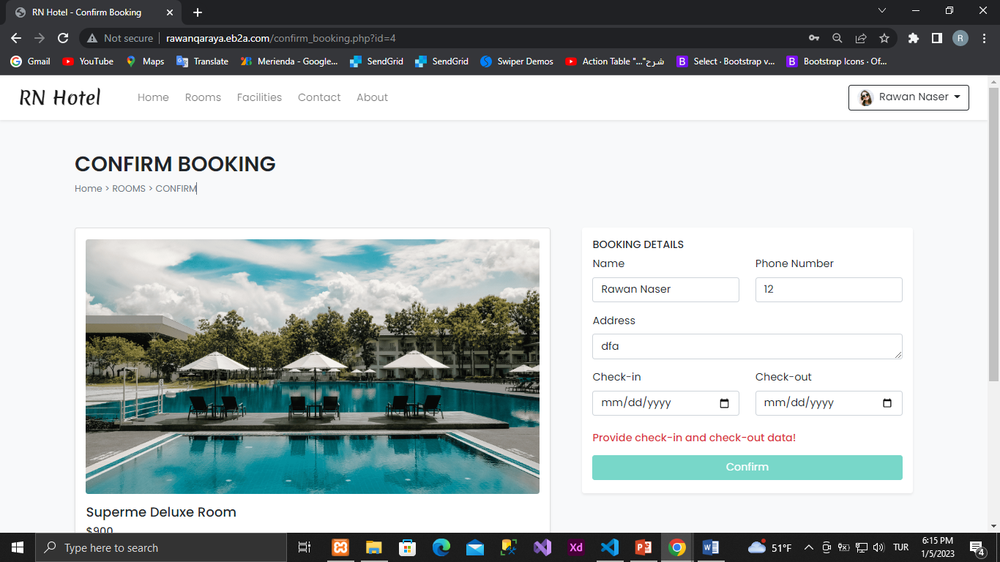 RN Hotel - Confirm Booking
Not secure rawanqaraya.eb2a.com/confirm_booking.php?id=4 R
Gmail YouTube Maps Translate Merienda - Google... SendGrid SendGrid Swiper Demos Action Table "..."شرح B Select · Bootstrap v... B Bootstrap Icons · Of...
RN Hotel Home Rooms Facilities Contact About Rawan Naser
CONFIRM BOOKING
Home > ROOMS > CONFIRM
BOOKING DETAILS
Name Phone Number
Rawan Naser 12
Address
dfa
Check-in Check-out
mm/dd/yyyy mm/dd/yyyy
Provide check-in and check-out data!
Confirm
Superme Deluxe Room
$900
Type here to search Xd 51°F TUR 6:15 PM
1/5/2023 4